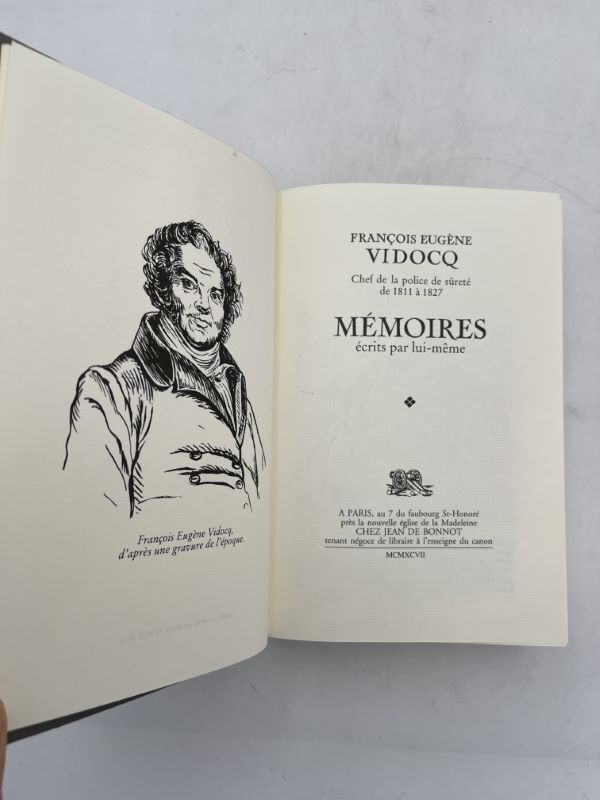 François Eugène Vidocq,
d'après une gravure de l'époque.
FRANÇOIS EUGÈNE
VIDOCQ
Chef de la police de sûreté
de 1811 à 1827
MÉMOIRES
écrits par lui-même
A PARIS, au 7 du faubourg St-Honoré
près la nouvelle église de la Madeleine
CHEZ JEAN DE BONNOT
tenant négoce de libraire à l'enseigne du canon
MCMXCVII